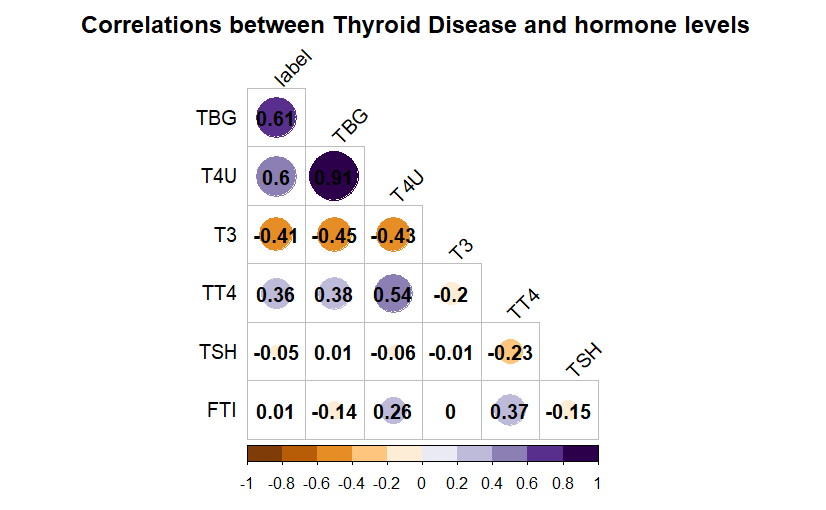 Correlations between Thyroid Disease and hormone levels
label
TBG 0.61 TBG
T4U 0.6 0.91 T4U
T3 -0.41 -0.45 -0.43 T3
TT4 0.36 0.38 0.54 -0.2 TT4
TSH -0.05 0.01 -0.06 -0.01 -0.23 TSH
FTI 0.01 -0.14 0.26 0 0.37 -0.15
-1 -0.8 -0.6 -0.4 -0.2 0 0.2 0.4 0.6 0.8 1